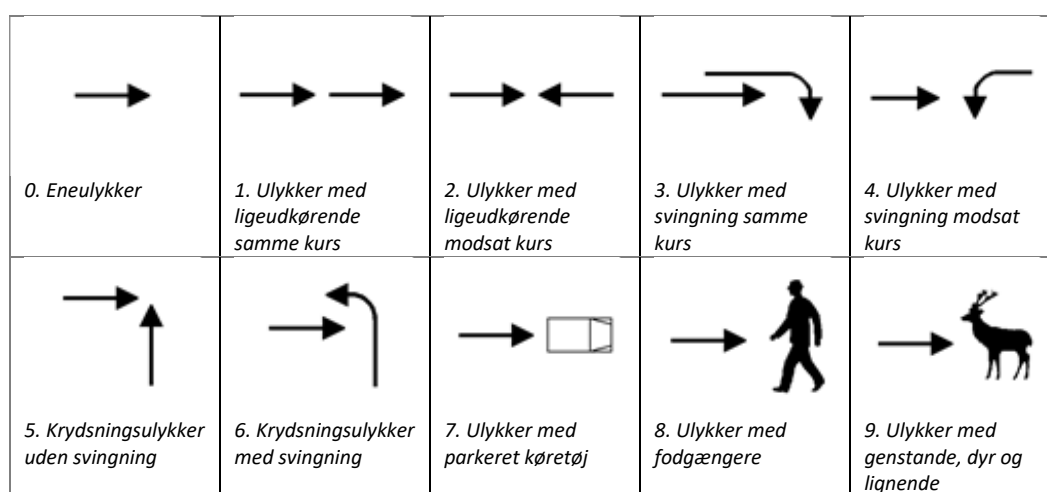 0. Eneulykker
1. Ulykker med
ligeudkørende
samme kurs
2. Ulykker med
ligeudkørende
modsat kurs
3. Ulykker med
svingning samme
kurs
4. Ulykker med
svingning modsat
kurs
5. Krydsningsulykker
uden svingning
6. Krydsningsulykker
med svingning
7. Ulykker med
parkeret køretøj
8. Ulykker med
fodgængere
9. Ulykker med
genstande, dyr og
lignende